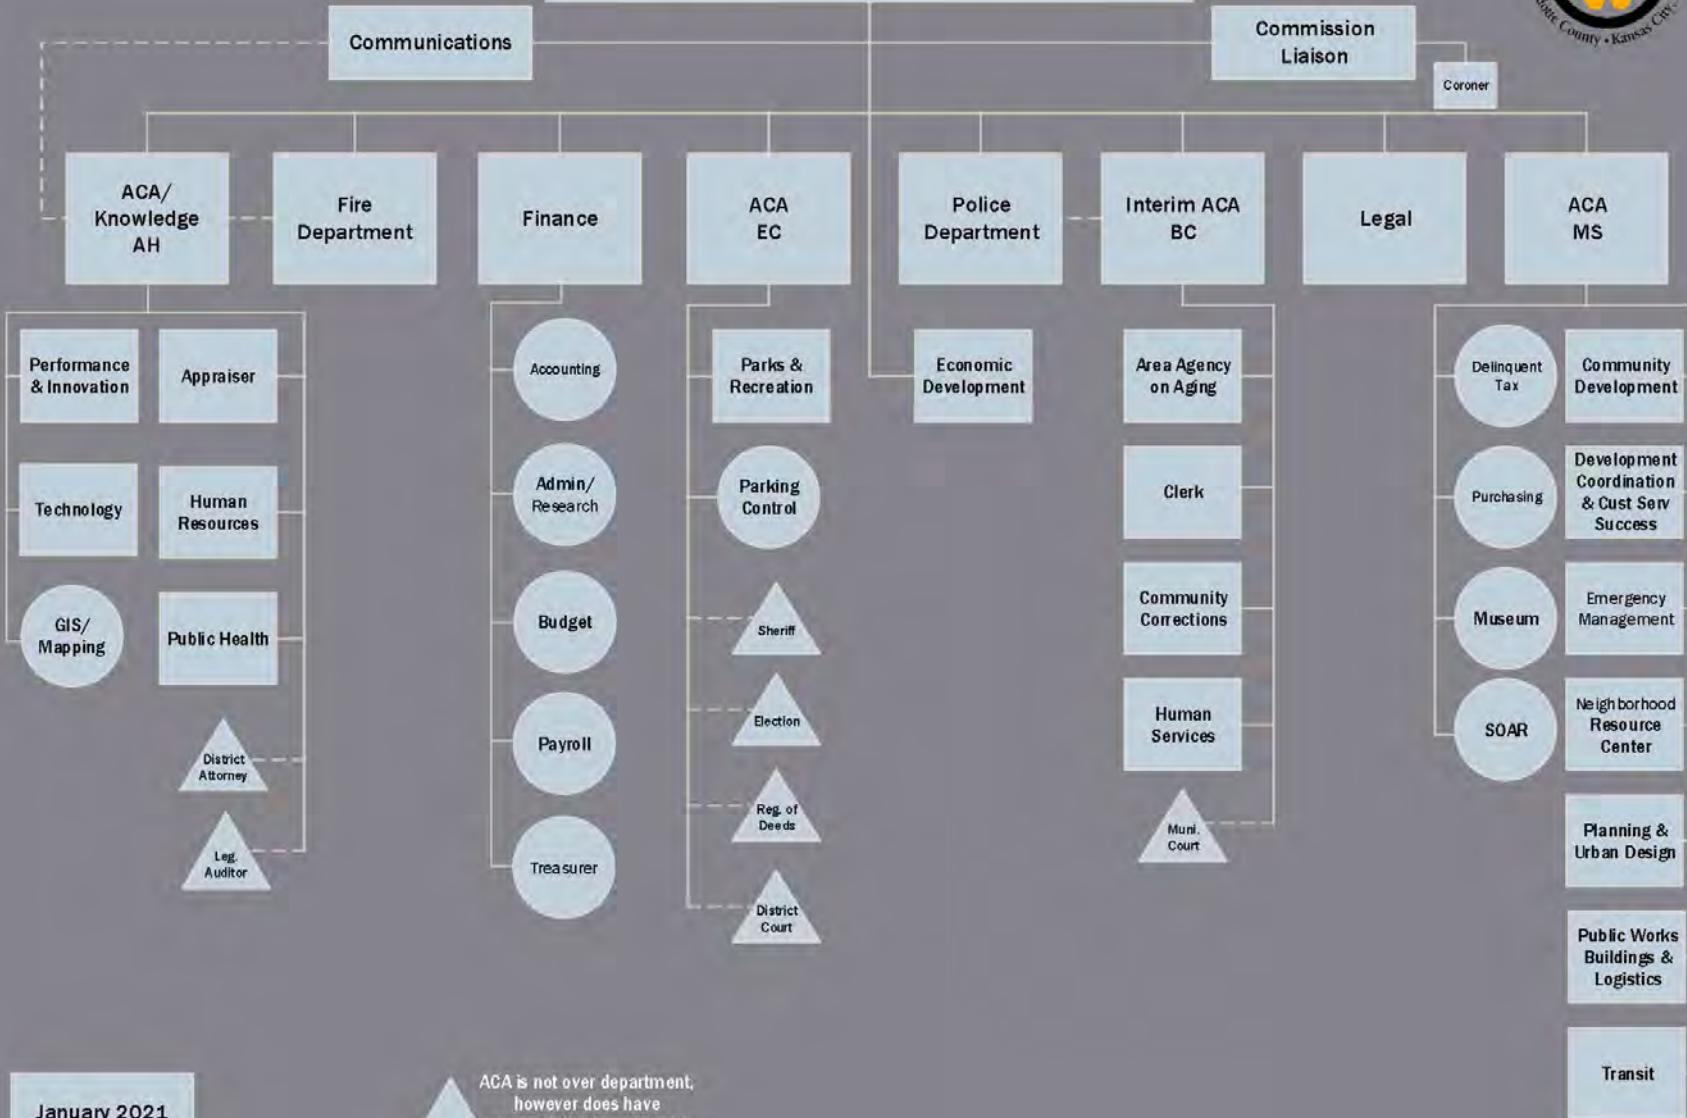 Communications
Commission
Liaison
County • Kansas City,
Coroner
ACA/
Knowledge
AH
Fire
Department
Finance
ACA
EC
Police
Department
Interim ACA
BC
Legal
ACA
MS
Performance
& Innovation
Appraiser
Accounting
Parks &
Recreation
Economic
Development
Area Agency
on Aging
Delinquent
Tax
Community
Development
Technology
Human
Resources
Admin/
Research
Parking
Control
Clerk
Purchasing
Development
Coordination
& Cust Serv
Success
GIS/
Mapping
Public Health
Budget
Sheriff
Community
Corrections
Museum
Emergency
Management
District
Attorney
Payroll
Election
Human
Services
SOAR
Neighborhood
Resource
Center
Leg.
Auditor
Treasurer
Reg. of
Deeds
Muni.
Court
Planning &
Urban Design
District
Court
Public Works
Buildings &
Logistics
Transit
January 2021
ACA is not over department,
however does have